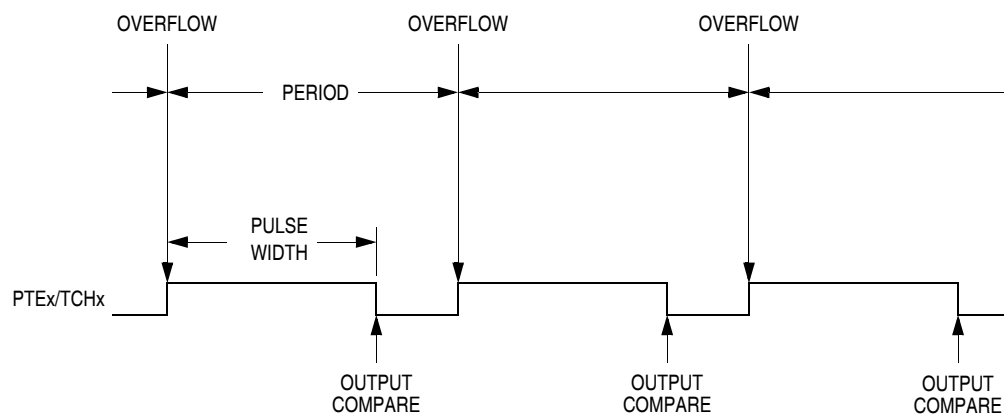 OVERFLOW
OVERFLOW
OVERFLOW
PERIOD
PULSE
WIDTH
PTEx/TCHx
OUTPUT
COMPARE
OUTPUT
COMPARE
OUTPUT
COMPARE